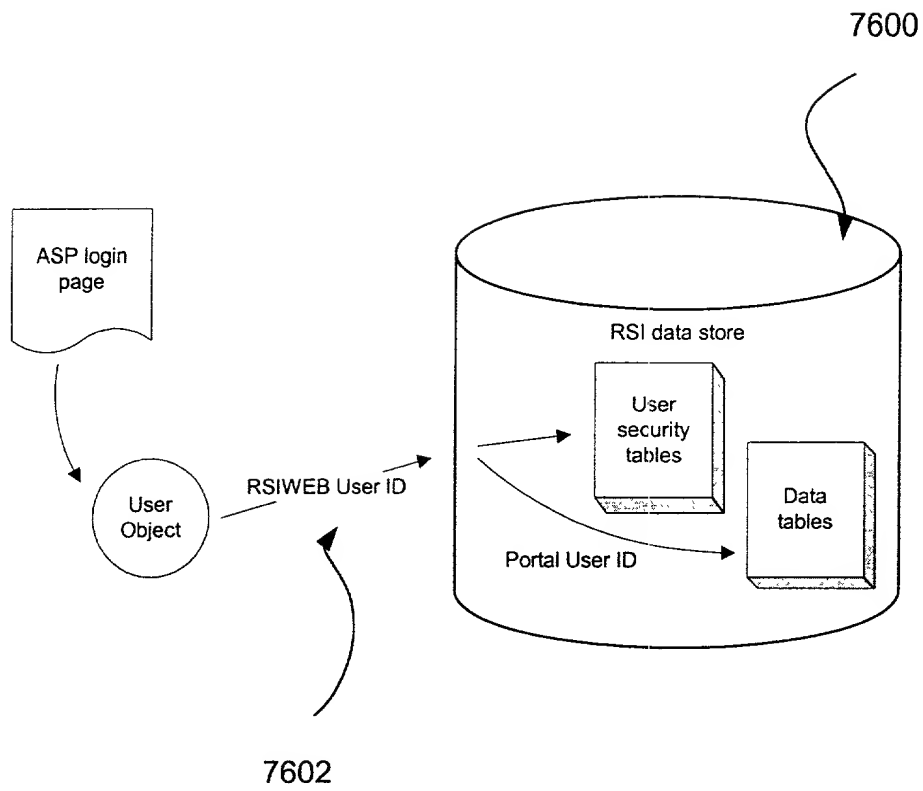 7600
ASP login
page
RSI data store
User
security
tables
RSIWEB User ID
User
Object
Data
tables
Portal User ID
7602